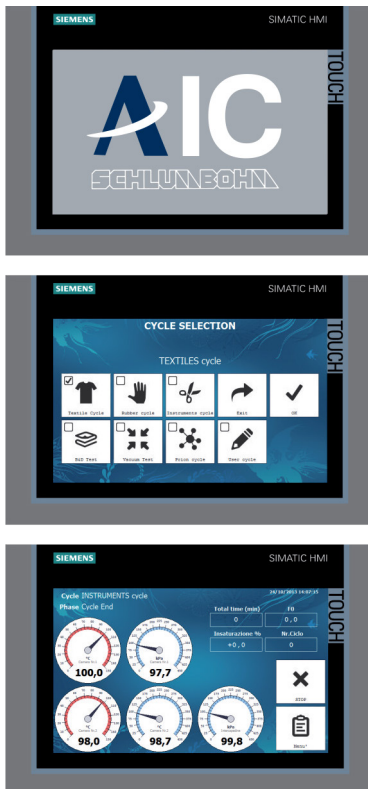 SIEMENS
SIMATIC HMI
TOUCH
AIC
SCHLUMBOHM
SIEMENS
SIMATIC HMI
TOUCH
CYCLE SELECTION
TEXTILES cycle
Textile Cycle
Rubber cycle
Instruments cycle
Exit
OK
B&D Test
Vacuum Test
Prion cycle
User cycle
SIEMENS
SIMATIC HMI
TOUCH
Cycle INSTRUMENTS cycle
Phase Cycle End
Total time (min)
F0
0
0,0
Insaturazione %
Nr.Ciclo
+0,0
0
°C
100,0
kPa
97,7
STOP
°C
98,0
kPa
98,7
kPa
99,8
Menu'